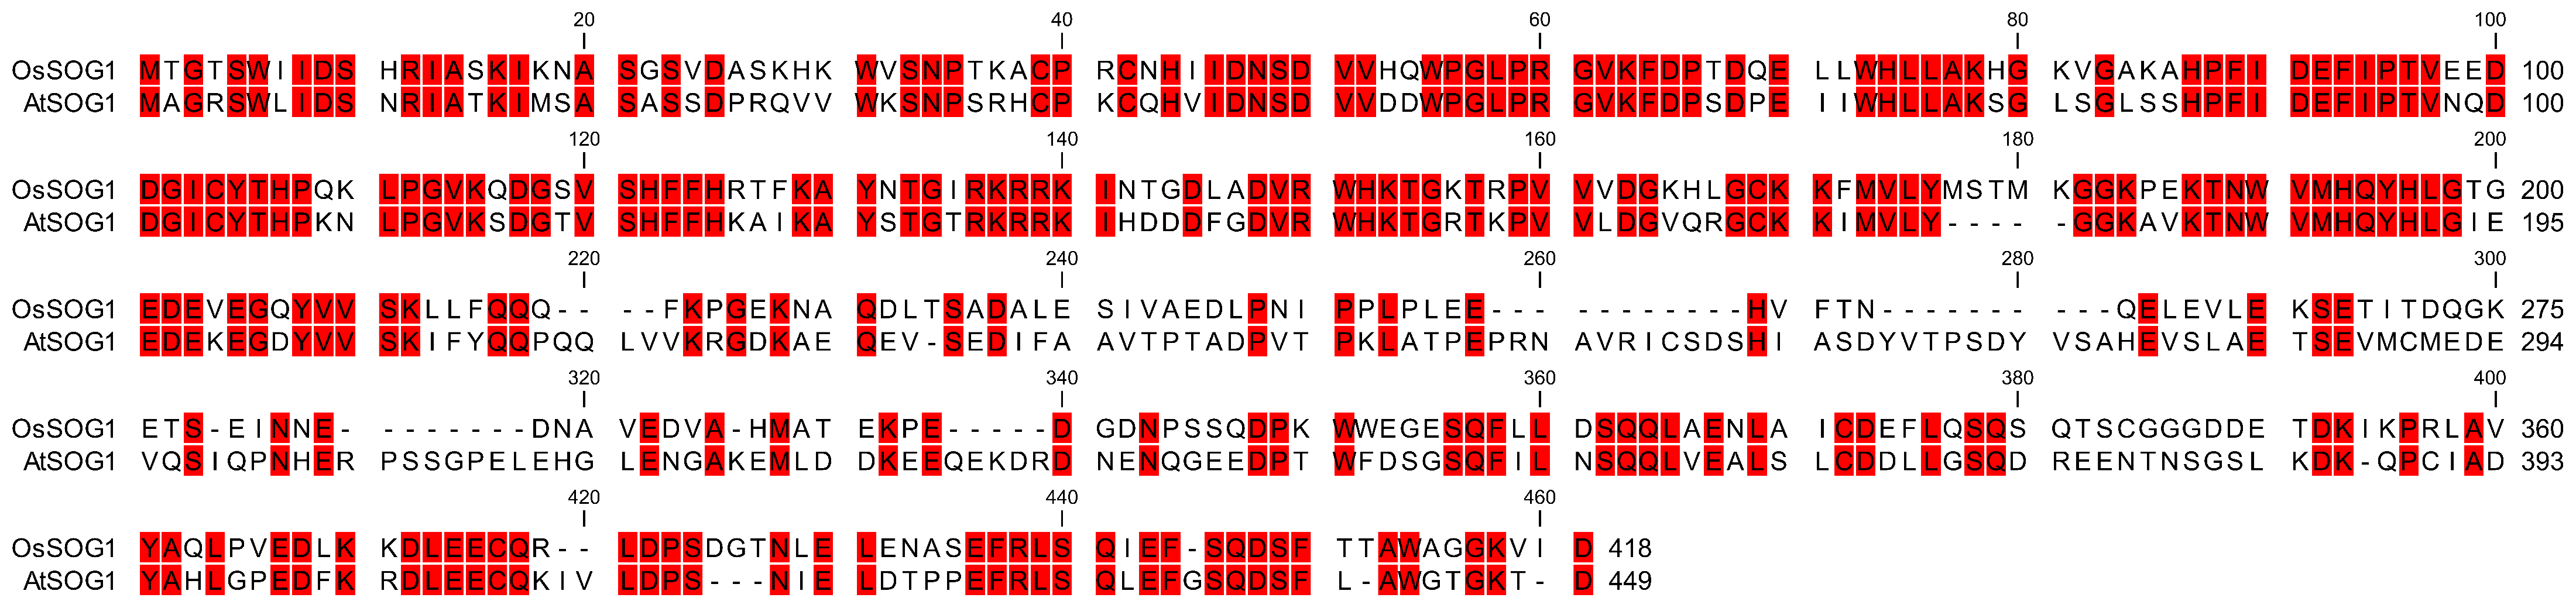 20 40 60 80 100
OsSOG1 MTGTSWIIDS HRIASKIKNA SGSVDASKHK WVSNPTKACP RCNHIIDNSD VVHQWPGLPR GVKFDPTDQE LLWHLLAKHG KVGAKAHPFI DEFIPTVEED 100
AtSOG1 MAGRSWLIDS NRIATKIMSA SASSDPRQVV WKSNPSRHCP KCQHVIDNSD VVDDWPGLPR GVKFDPSDPE IIWHLLAKSG LSGLSSHPFI DEFIPTVNQD 100
120 140 160 180 200
OsSOG1 DGICYTHPQK LPGVKQDGSV SHFFHRTFKA YNTGIRKRRK INTGDLADVR WHKTGKTRPV VVDGKHLGCK KFMVLYMSTM KGGKPEKTNW VMHQYHLGTG 200
AtSOG1 DGICYTHPKN LPGVKSDGTV SHFFHKAIKA YSTGTRKRRK IHDDDFGDVR WHKTGRTKPV VLDGVQRGCK KIMVLY---- -GGKAVKTNW VMHQYHLGIE 195
220 240 260 280 300
OsSOG1 EDEVEGQYVV SKLLFQQQ-- --FKPGEKNA QDLTSADALE SIVAEDLPNI PPLPLEE--- --------HV FTN------- ---QELEVLE KSETITDQGK 275
AtSOG1 EDEKEGDYVV SKIFYQQPQQ LVVKRGDKAE QEV-SEDIFA AVTPTADPVT PKLATPEPRN AVRICSDSHI ASDYVTPSDY VSAHEVSLAE TSEVMCMEDE 294
320 340 360 380 400
OsSOG1 ETS-EINNE- -------DNA VEDVA-HMAT EKPE-----D GDNPSSQDPK WWEGESQFLL DSQQLAENLA ICDEFLQSQS QTSCGGGDDE TDKIKPRLAV 360
AtSOG1 VQSIQPNHER PSSGPELEHG LENGAKEMLD DKEEQEKDRD NENQGEEDPT WFDSGSQFIL NSQQLVEALS LCDDLLGSQD REENTNSGSL KDK-QPCIAD 393
420 440 460
OsSOG1 YAQLPVEDLK KDLEECQR-- LDPSDGTNLE LENASEFRLS QIEF-SQDSF TTAWAGGKVI D 418
AtSOG1 YAHLGPEDFK RDLEECQKIV LDPS---NIE LDTPPEFRLS QLEFGSQDSF L-AWGTGKT- D 449